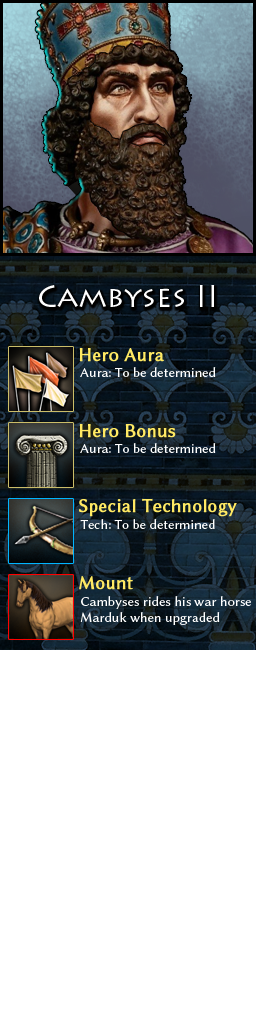 Cambyses II
Hero Aura
Aura: To be determined
Hero Bonus
Aura: To be determined
Special Technology
Tech: To be determined
Mount
Cambyses rides his war horse
Marduk when upgraded